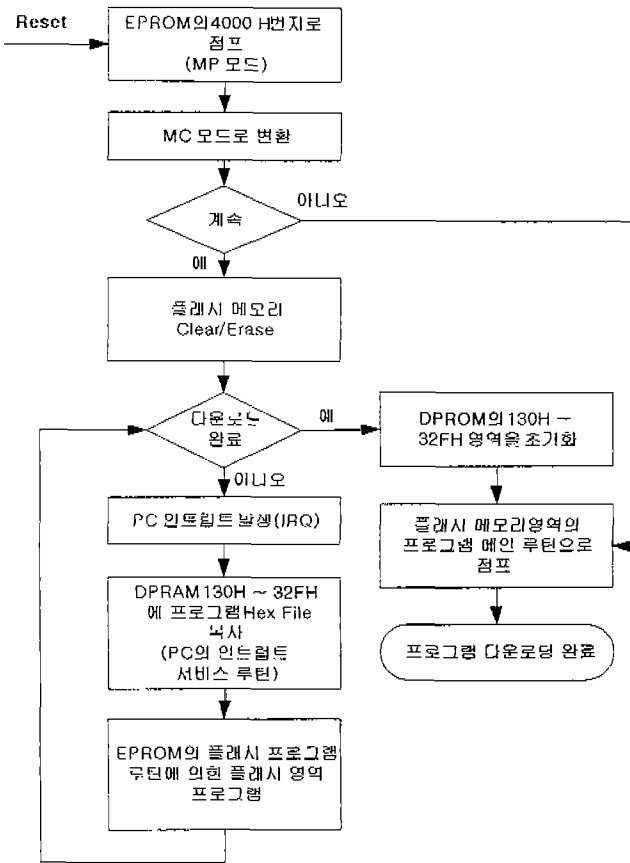 Reset
EPROM의4000 H번지로
점프
(MP 모드)
MC 모드로 변환
아니오
계속
예
플래시 메모리
Clear/Erase
다운로드
완료
예
아니오
DPROM의 130H ~
32FH 영역을 초기화
PC 인트럽트 발생(IRQ)
플래시 메모리영역의
프로그램 메인 루틴으로
점프
DPRAM 130H ~ 32FH
에 프로그램 Hex File
복사
(PC의 인트럽트
서비스 루틴)
프로그램 다운로딩 완료
EPROM의 플래시 프로그램
루틴에 의한 플래시 영역
프로그램